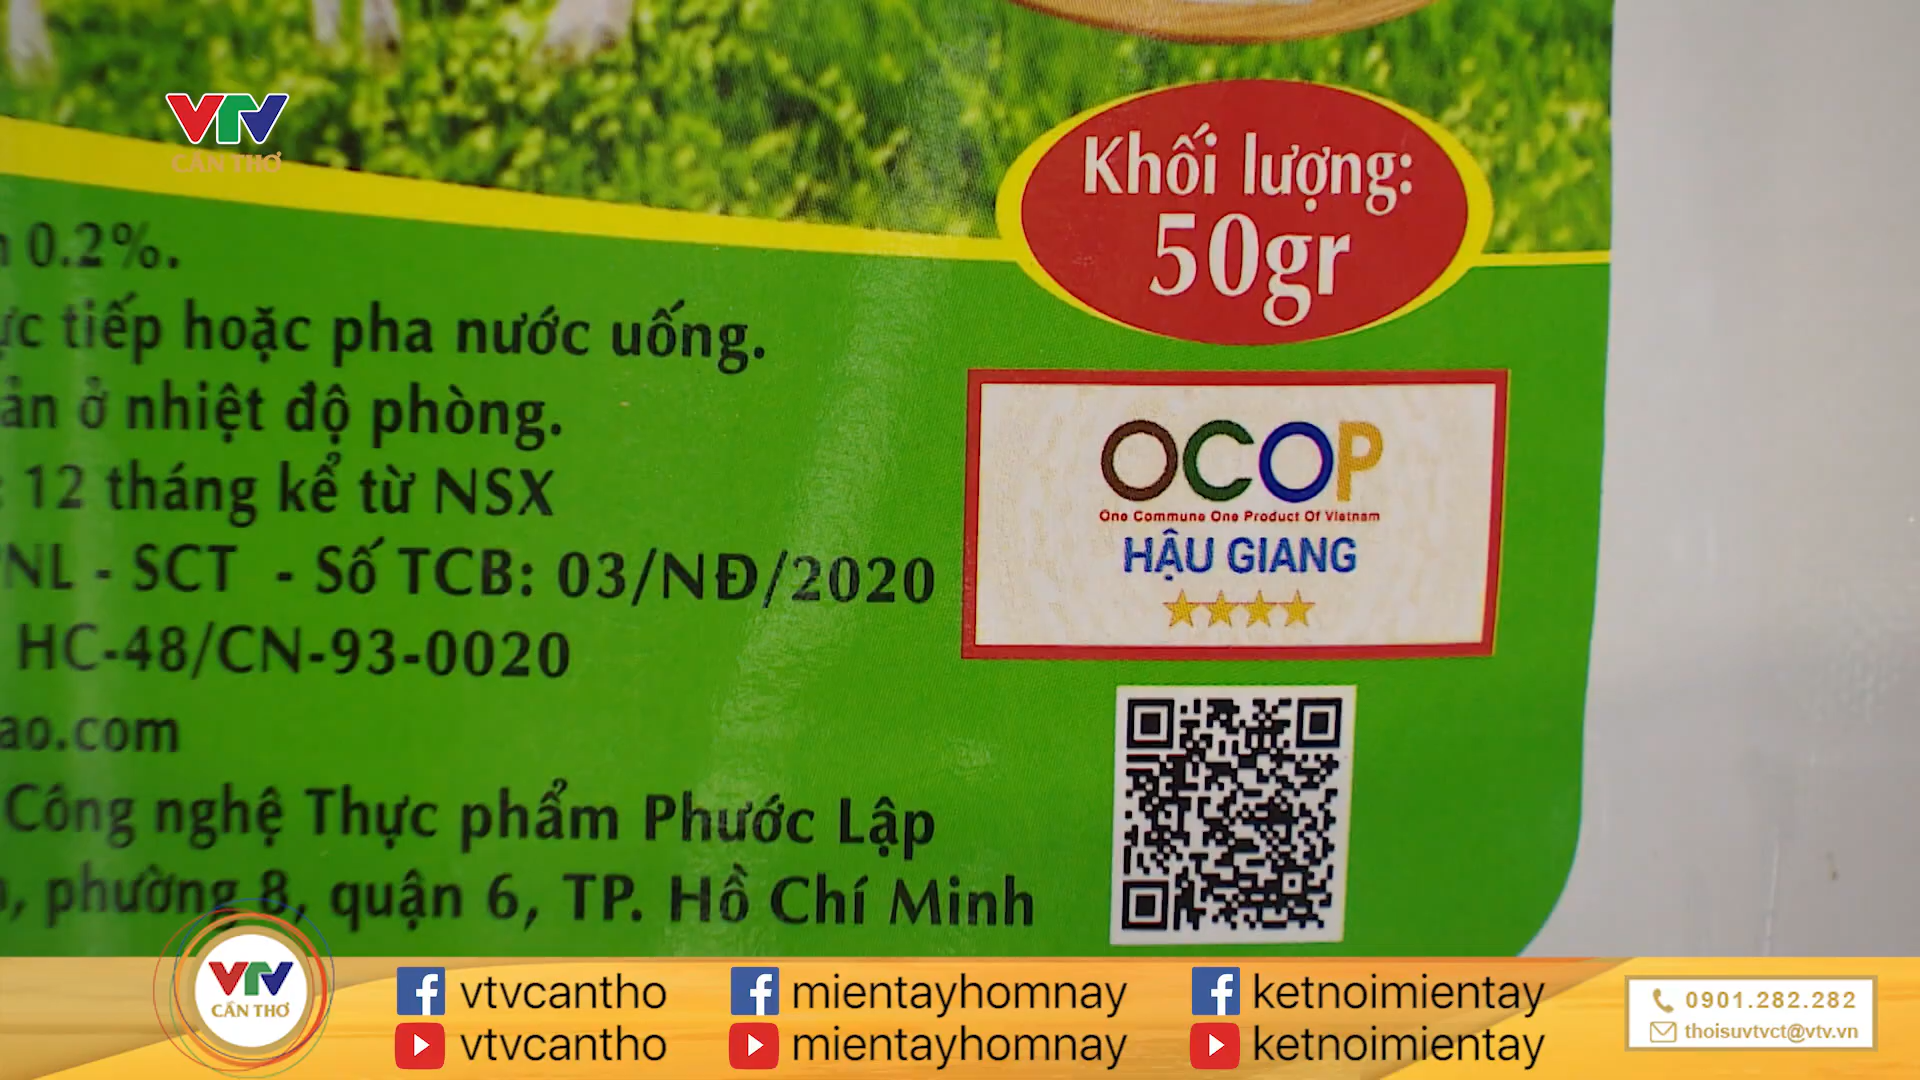 VTV
CẦN THƠ
Khối lượng:
50gr
0.2%.
tiếp hoặc pha nước uống.
ở nhiệt độ phòng.
: 12 tháng kể từ NSX
- SCT - Số TCB: 03/NĐ/2020
HC-48/CN-93-0020
ao.com
Công nghệ Thực phẩm Phước Lập
, phường 8, quận 6, TP. Hồ Chí Minh
OCOP
One Commune One Product Of Vietnam
HẬU GIANG
VTV
CẦN THƠ
vtvcantho
mientayhomnay
ketnoimientay
vtvcantho
mientayhomnay
ketnoimientay
0901.282.282
thoisuvtvct@vtv.vn